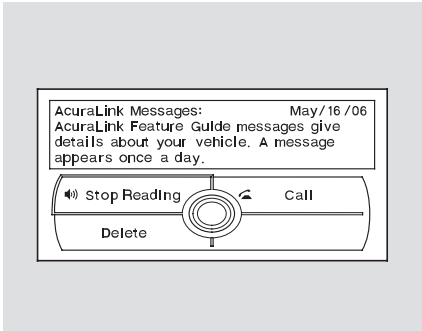 AcuraLink Messages: May/16/06
AcuraLink Feature Guide messages give
details about your vehicle. A message
appears once a day.
Stop Reading Call
Delete